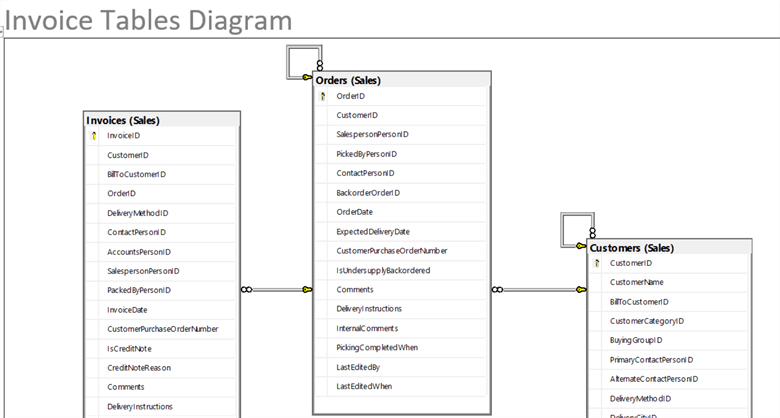 Invoice Tables Diagram
Invoices (Sales)
InvoiceID
CustomerID
BillToCustomerID
OrderID
DeliveryMethodID
ContactPersonID
AccountsPersonID
SalespersonPersonID
PackedByPersonID
InvoiceDate
CustomerPurchaseOrderNumber
IsCreditNote
CreditNoteReason
Comments
DeliveryInstructions
Orders (Sales)
OrderID
CustomerID
SalespersonPersonID
PickedByPersonID
ContactPersonID
BackorderOrderID
OrderDate
ExpectedDeliveryDate
CustomerPurchaseOrderNumber
IsUndersupplyBackordered
Comments
DeliveryInstructions
InternalComments
PickingCompletedWhen
LastEditedBy
LastEditedWhen
Customers (Sales)
CustomerID
CustomerName
BillToCustomerID
CustomerCategoryID
BuyingGroupID
PrimaryContactPersonID
AlternateContactPersonID
DeliveryMethodID
DeliveryCityID